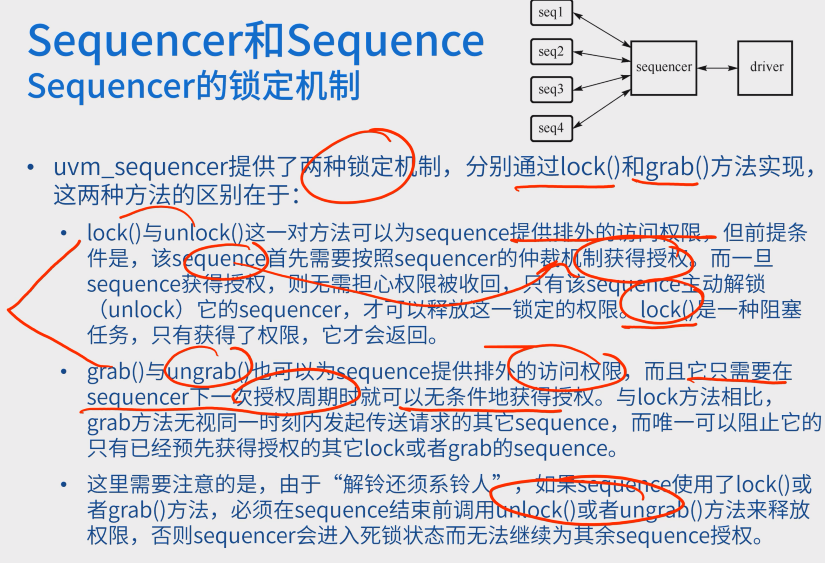 Sequencer和Sequence
Sequencer的锁定机制
seq1
seq2
seq3
seq4
sequencer
driver
• uvm_sequencer提供了两种锁定机制，分别通过lock()和grab()方法实现，
这两种方法的区别在于：
• lock()与unlock()这一对方法可以为sequence提供排外的访问权限，但前提条
件是，该sequence首先需要按照sequencer的仲裁机制获得授权。而一旦
sequence获得授权，则无需担心权限被收回，只有该sequence主动解锁
（unlock）它的sequencer，才可以释放这一锁定的权限。lock()是一种阻塞
任务，只有获得了权限，它才会返回。
• grab()与ungrab()也可以为sequence提供排外的访问权限，而且它只需要在
sequencer下一次授权周期时就可以无条件地获得授权。与lock方法相比，
grab方法无视同一时刻内发起传送请求的其它sequence，而唯一可以阻止它的
只有已经预先获得授权的其它lock或者grab的sequence。
• 这里需要注意的是，由于“解铃还须系铃人”，如果sequence使用了lock()或
者grab()方法，必须在sequence结束前调用unlock()或者ungrab()方法来释放
权限，否则sequencer会进入死锁状态而无法继续为其余sequence授权。